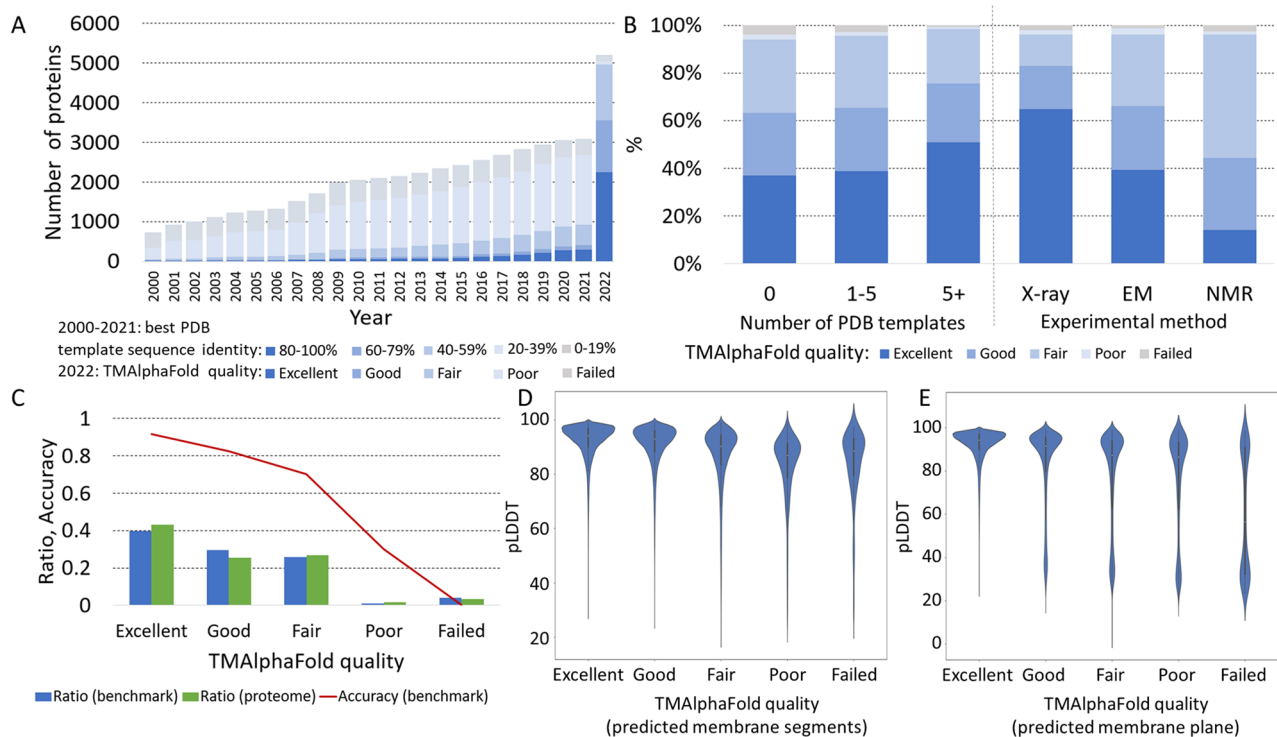 A
Number of proteins
6000
5000
4000
3000
2000
1000
0
2000 2001 2002 2003 2004 2005 2006 2007 2008 2009 2010 2011 2012 2013 2014 2015 2016 2017 2018 2019 2020 2021 2022
Year
2000-2021: best PDB
template sequence identity: 80-100% 60-79% 40-59% 20-39% 0-19%
2022: TMAlphaFold quality: Excellent Good Fair Poor Failed
B
%
100%
80%
60%
40%
20%
0%
0 1-5 5+ X-ray EM NMR
Number of PDB templates Experimental method
TMAlphaFold quality: Excellent Good Fair Poor Failed
C
Ratio, Accuracy
1
0.8
0.6
0.4
0.2
0
Excellent Good Fair Poor Failed
TMAlphaFold quality
Ratio (benchmark) Ratio (proteome) Accuracy (benchmark)
D
pLDDT
100
80
60
40
20
Excellent Good Fair Poor Failed
TMAlphaFold quality
(predicted membrane segments)
E
pLDDT
100
80
60
40
20
0
Excellent Good Fair Poor Failed
TMAlphaFold quality
(predicted membrane plane)